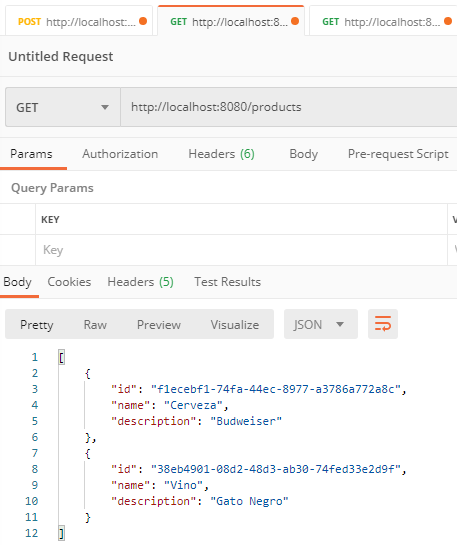 POST http://localhost:... GET http://localhost:8... GET http://localhost:8...
Untitled Request
GET http://localhost:8080/products
Params Authorization Headers (6) Body Pre-request Script
Query Params
KEY
Key
Body Cookies Headers (5) Test Results
Pretty Raw Preview Visualize JSON
1 [
2 {
3 "id": "f1ecebf1-74fa-44ec-8977-a3786a772a8c",
4 "name": "Cerveza",
5 "description": "Budweiser"
6 },
7 {
8 "id": "38eb4901-08d2-48d3-ab30-74fed33e2d9f",
9 "name": "Vino",
10 "description": "Gato Negro"
11 }
12 ]